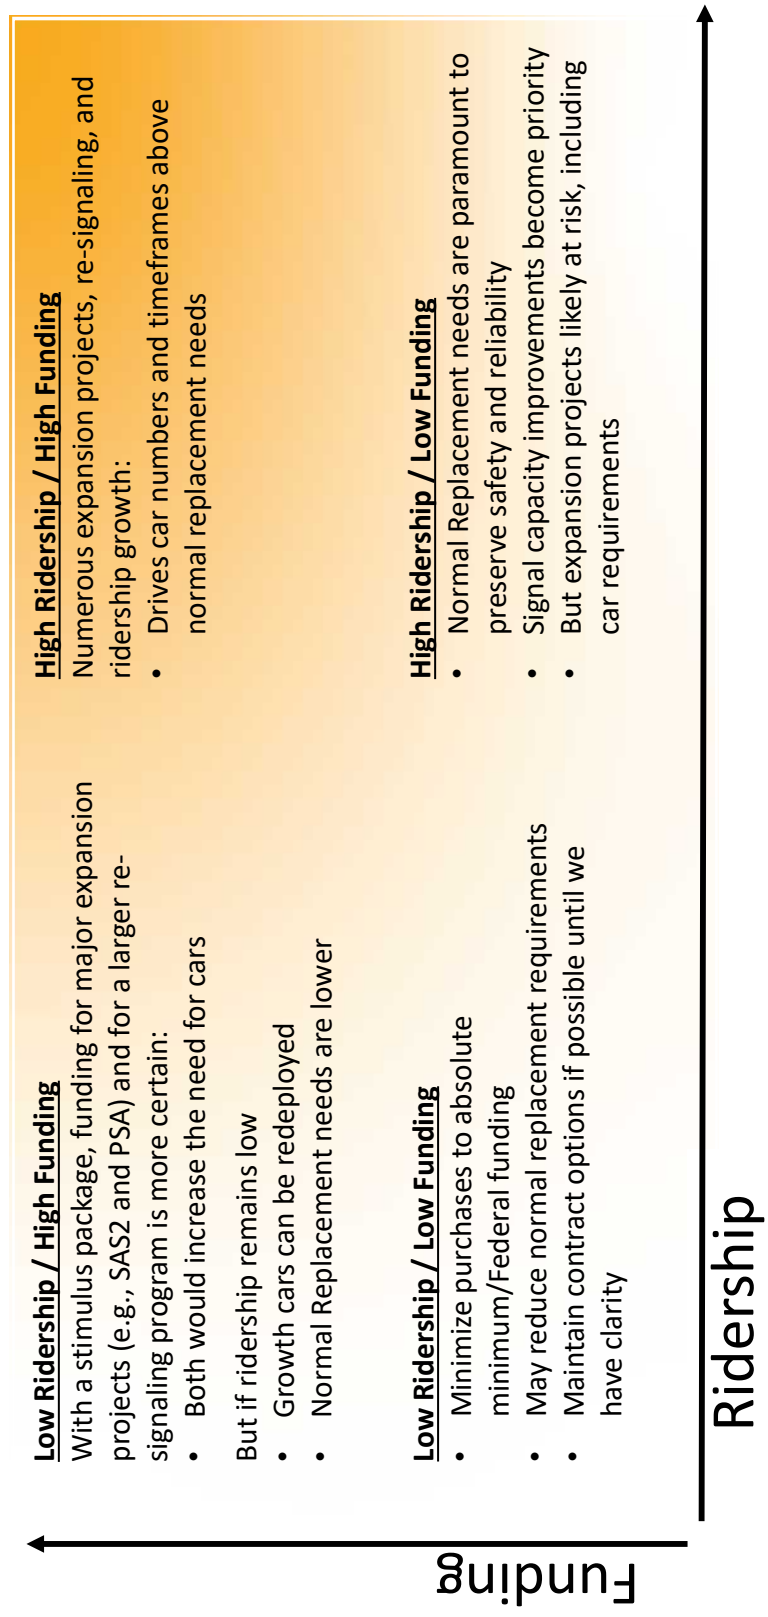 Low Ridership / High Funding
With a stimulus package, funding for major expansion
projects (e.g., SAS2 and PSA) and for a larger re-
signaling program is more certain:
• Both would increase the need for cars
But if ridership remains low
• Growth cars can be redeployed
• Normal Replacement needs are lower
High Ridership / High Funding
Numerous expansion projects, re-signaling, and
ridership growth:
• Drives car numbers and timeframes above
normal replacement needs
Low Ridership / Low Funding
• Minimize purchases to absolute
minimum/Federal funding
• May reduce normal replacement requirements
• Maintain contract options if possible until we
have clarity
High Ridership / Low Funding
• Normal Replacement needs are paramount to
preserve safety and reliability
• Signal capacity improvements become priority
• But expansion projects likely at risk, including
car requirements
Funding
Ridership